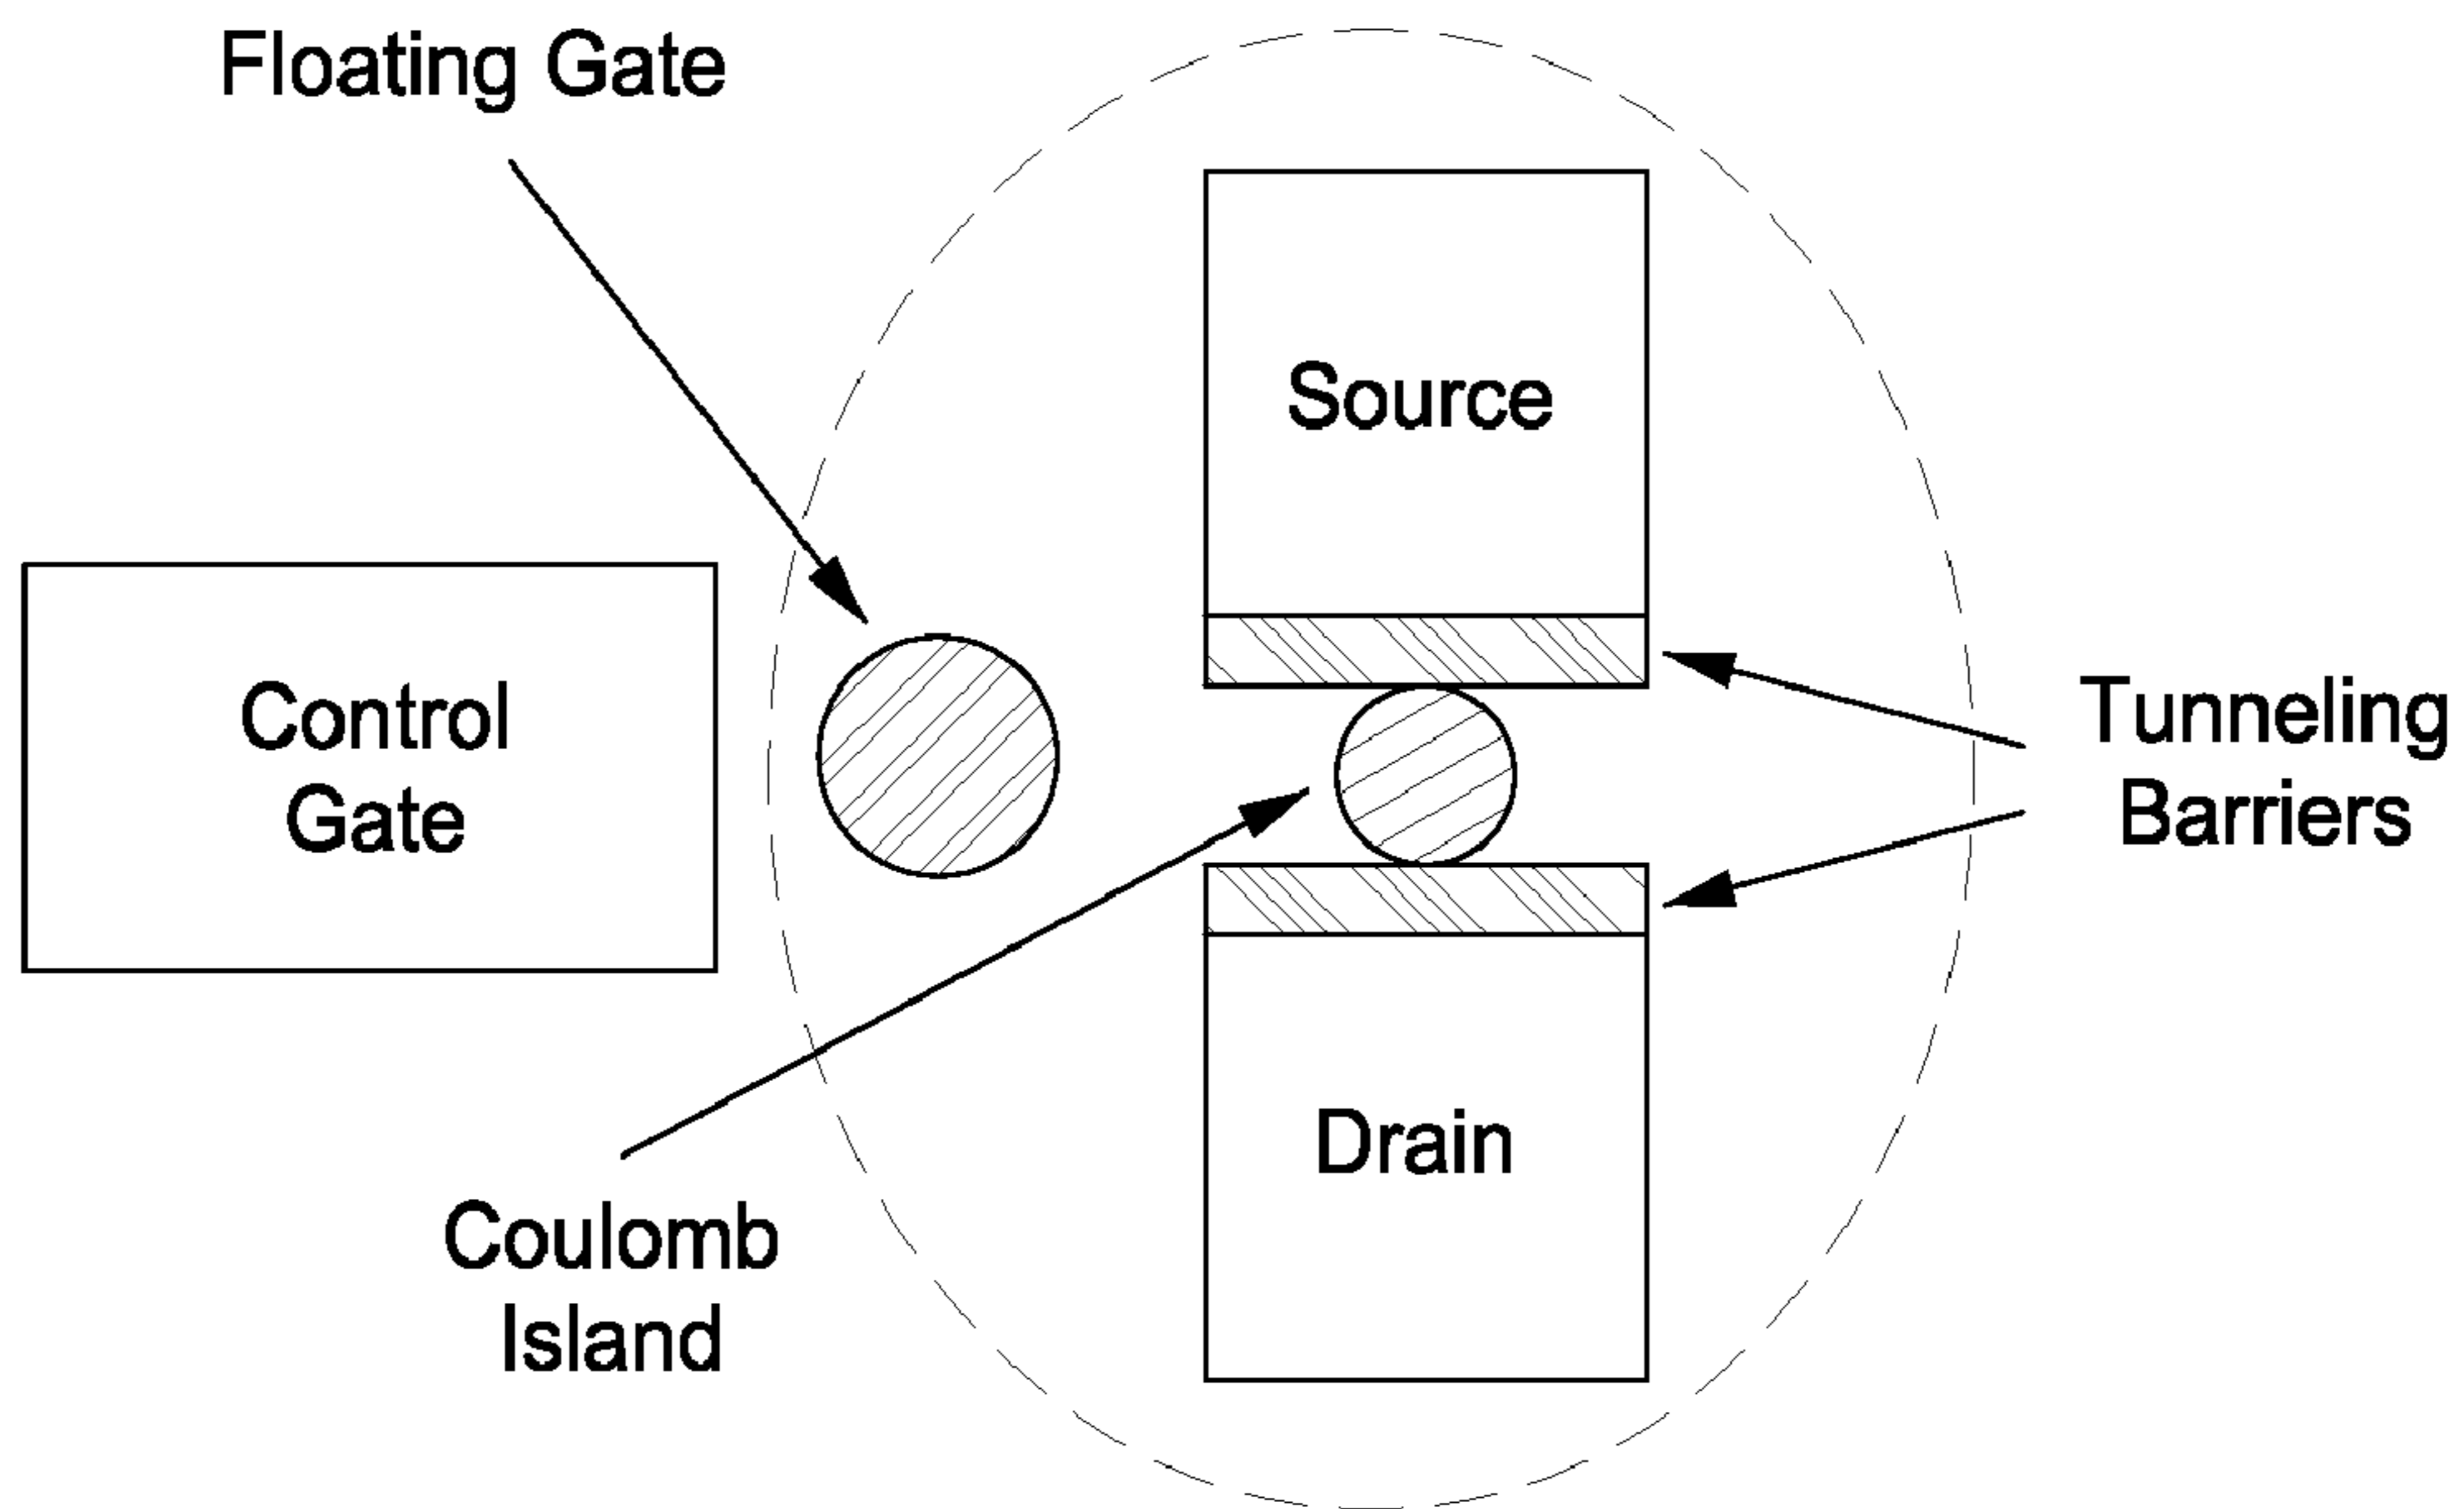 Floating Gate
Source
Control
Gate
Tunneling
Barriers
Drain
Coulomb
Island